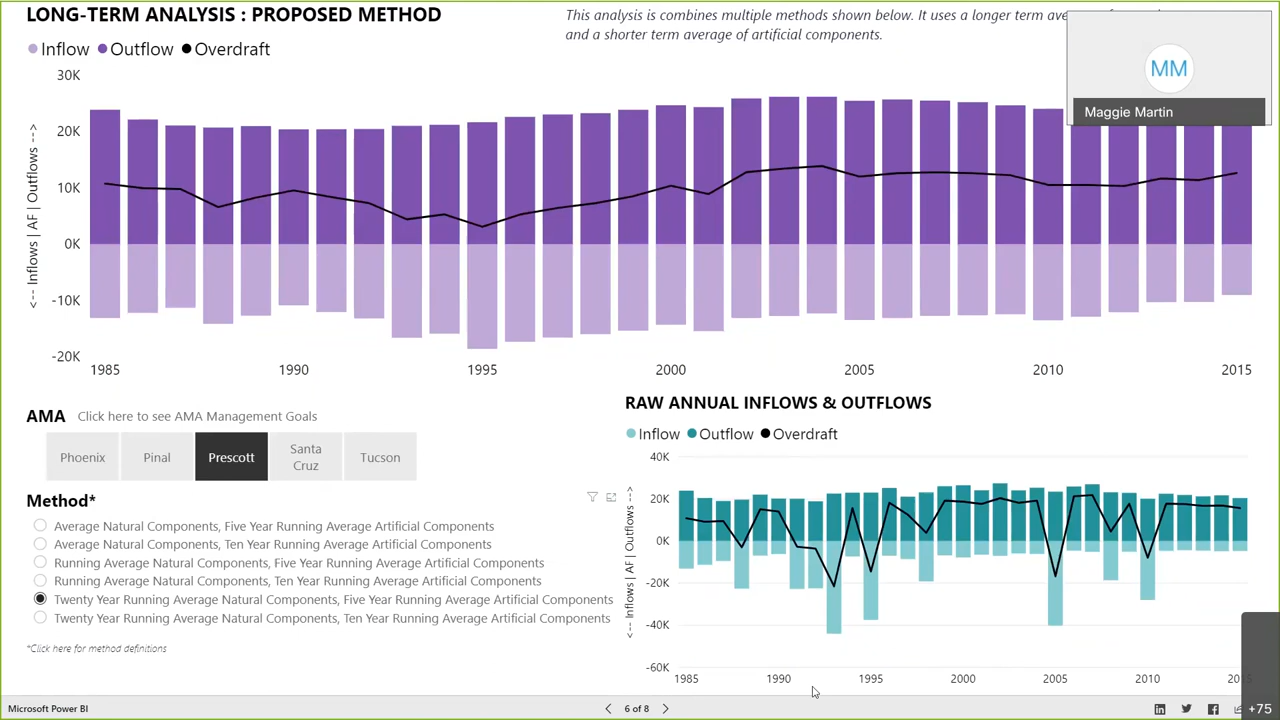 LONG-TERM ANALYSIS : PROPOSED METHOD
This analysis is combines multiple methods shown below. It uses a longer term
and a shorter term average of artificial components.
Inflow Outflow Overdraft
MM
Maggie Martin
<-- Inflows | AF | Outflows -->
30K
20K
10K
0K
-10K
-20K
1985 1990 1995 2000 2005 2010 2015
AMA Click here to see AMA Management Goals
Phoenix Pinal Prescott Santa Cruz Tucson
Method*
Average Natural Components, Five Year Running Average Artificial Components
Average Natural Components, Ten Year Running Average Artificial Components
Running Average Natural Components, Five Year Running Average Artificial Components
Running Average Natural Components, Ten Year Running Average Artificial Components
Twenty Year Running Average Natural Components, Five Year Running Average Artificial Components
Twenty Year Running Average Natural Components, Ten Year Running Average Artificial Components
*Click here for method definitions
RAW ANNUAL INFLOWS & OUTFLOWS
Inflow Outflow Overdraft
<-- Inflows | AF | Outflows -->
40K
20K
0K
-20K
-40K
-60K
1985 1990 1995 2000 2005 2010
Microsoft Power BI
6 of 8
+75